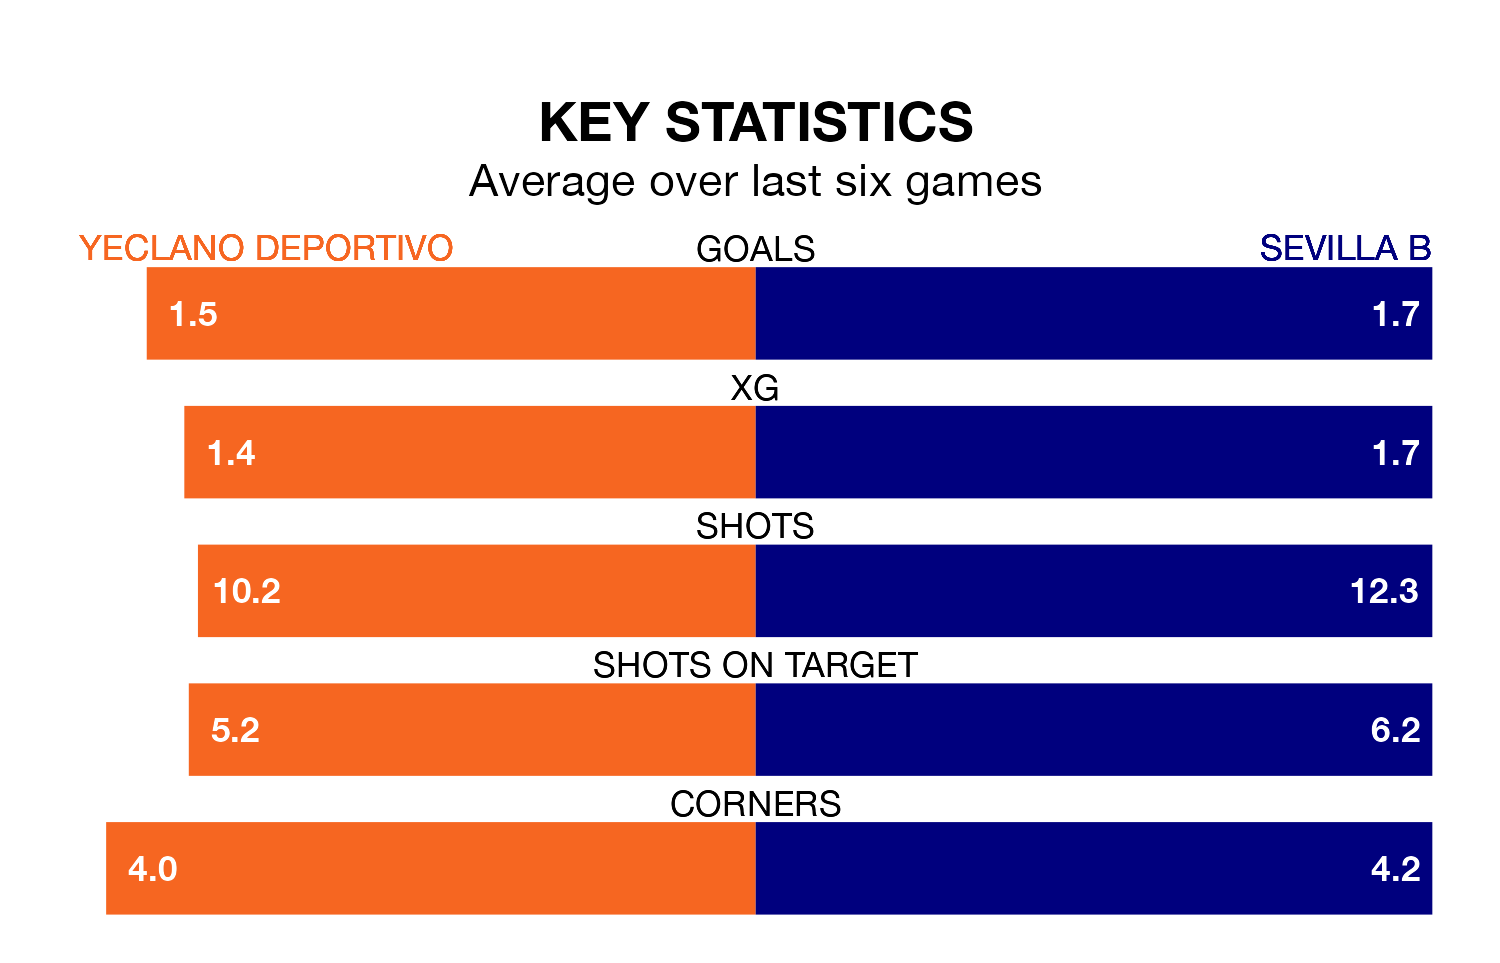 KEY STATISTICS
Average over last six games
YECLANO DEPORTIVO GOALS SEVILLA B
1.5 1.7
XG
1.4 1.7
SHOTS
10.2 12.3
SHOTS ON TARGET
5.2 6.2
CORNERS
4.0 4.2